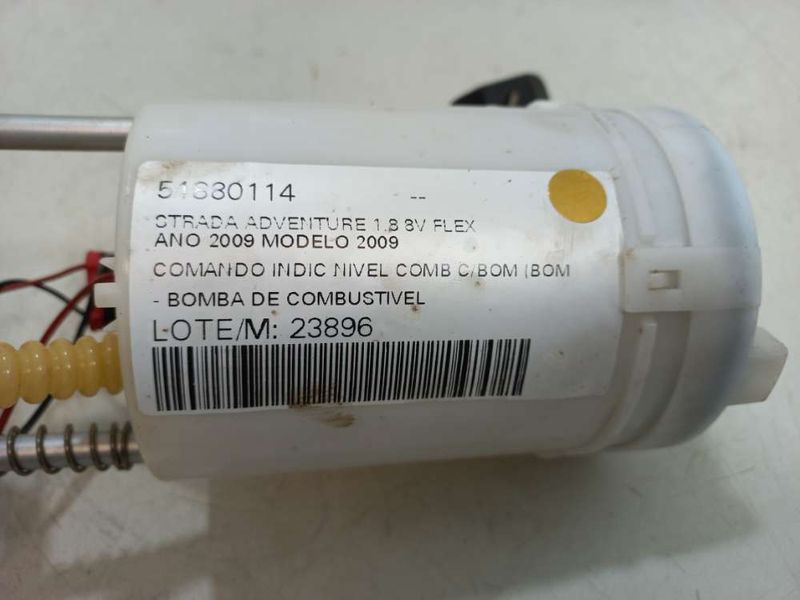 51880114 --
STRADA ADVENTURE 1.8 8V FLEX
ANO 2009 MODELO 2009
COMANDO INDIC NIVEL COMB C/BOM (BOM
- BOMBA DE COMBUSTIVEL
LOTE/M: 23896